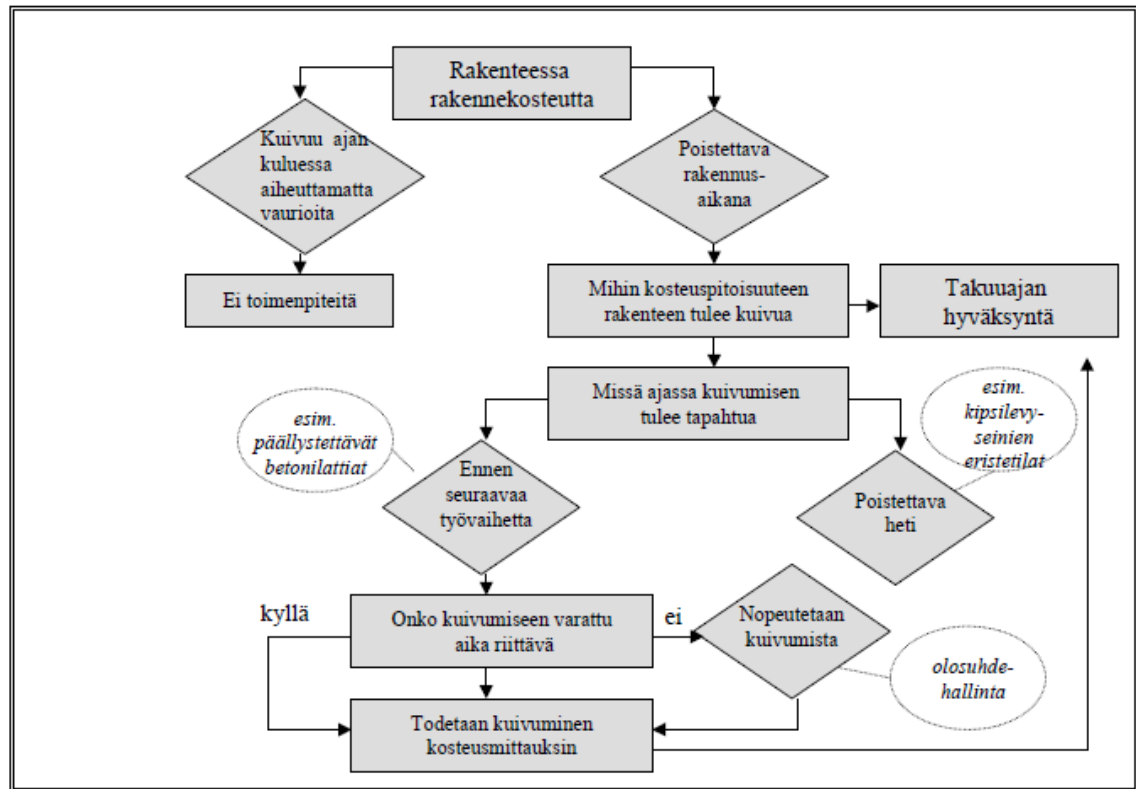 Rakenteessa
rakennekosteutta
Kuivuu ajan
kuluessa
aiheuttamatta
vaurioita
Poistettava
rakennus-
aikana
Ei toimenpiteitä
Mihin kosteuspitoisuuteen
rakenteen tulee kuivua
Takuuajan
hyväksyntä
Missä ajassa kuivumisen
tulee tapahtua
esim.
päällystettävät
betonilattiat
esim.
kipsilevy-
seinien
eristetilat
Ennen
seuraavaa
työvaihetta
Poistettava
heti
kyllä
Onko kuivumiseen varattu
aika riittävä
ei
Nopeutetaan
kuivumista
olosuhde-
hallinta
Todetaan kuivuminen
kosteusmittauksin